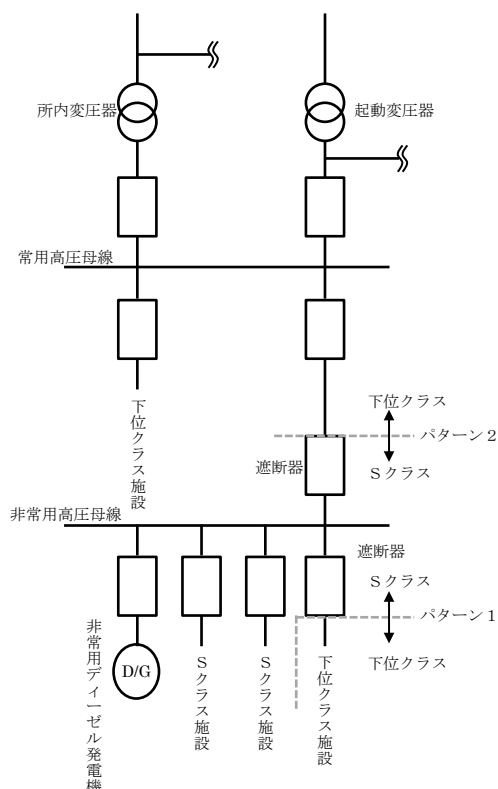 所内変圧器
起動変圧器
常用高圧母線
下位クラス施設
下位クラス
パターン２
遮断器
Ｓクラス
非常用高圧母線
遮断器
Ｓクラス
パターン１
下位クラス
非常用ディーゼル発電機
D/G
Ｓクラス施設
Ｓクラス施設
下位クラス施設